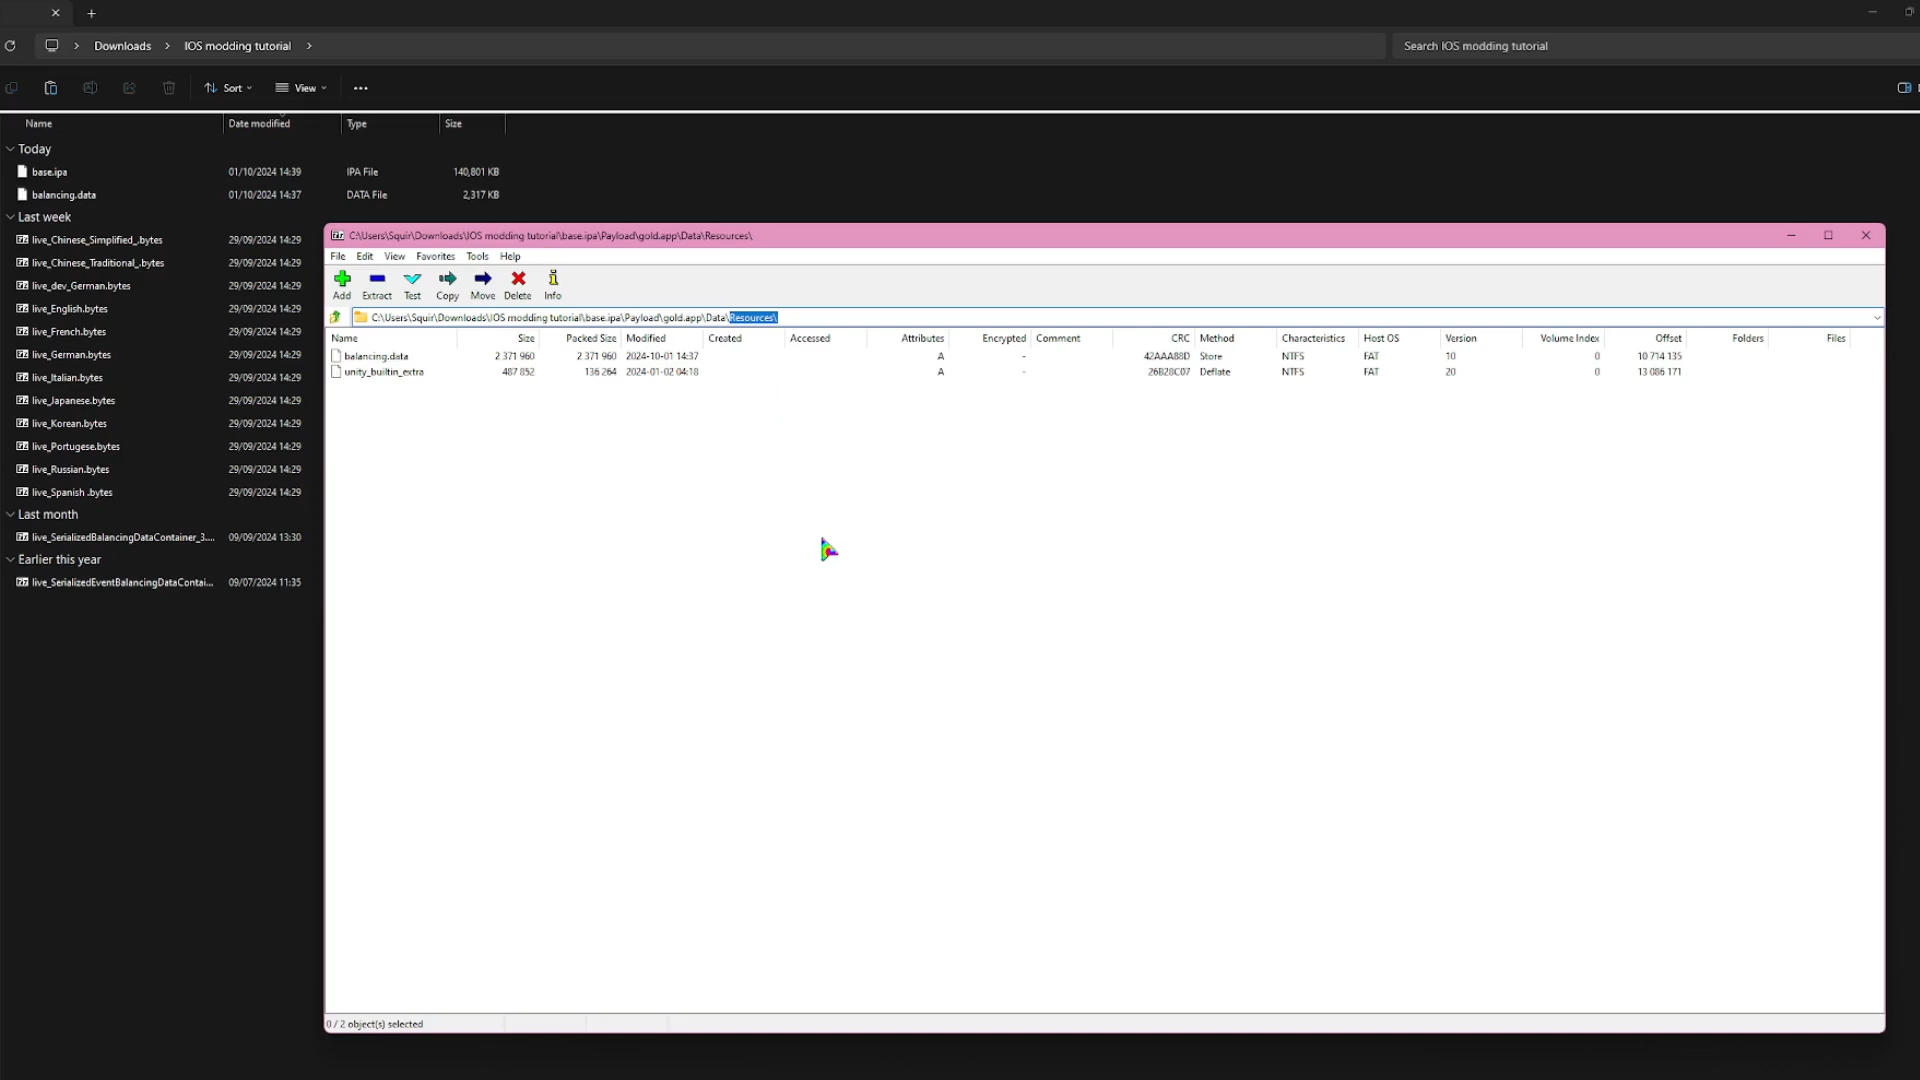 Downloads > IOS modding tutorial >
Search IOS modding tutorial
Sort
View
Name Date modified Type Size
Today
base.ipa 01/10/2024 14:39 IPA File 140,801 KB
balancing.data 01/10/2024 14:37 DATA File 2,317 KB
Last week
live_Chinese_Simplified_.bytes 29/09/2024 14:29
live_Chinese_Traditional_.bytes 29/09/2024 14:29
live_dev_German.bytes 29/09/2024 14:29
live_English.bytes 29/09/2024 14:29
live_French.bytes 29/09/2024 14:29
live_German.bytes 29/09/2024 14:29
live_Italian.bytes 29/09/2024 14:29
live_Japanese.bytes 29/09/2024 14:29
live_Korean.bytes 29/09/2024 14:29
live_Portugese.bytes 29/09/2024 14:29
live_Russian.bytes 29/09/2024 14:29
live_Spanish .bytes 29/09/2024 14:29
Last month
live_SerializedBalancingDataContainer_3.... 09/09/2024 13:30
Earlier this year
live_SerializedEventBalancingDataContai... 09/07/2024 11:35
C:\Users\Squir\Downloads\IOS modding tutorial\base.ipa\Payload\gold.app\Data\Resources\
File Edit View Favorites Tools Help
Add Extract Test Copy Move Delete Info
C:\Users\Squir\Downloads\IOS modding tutorial\base.ipa\Payload\gold.app\Data\Resources\
Name Size Packed Size Modified Created Accessed Attributes Encrypted Comment CRC Method Characteristics Host OS Version Volume Index Offset Folders Files
balancing.data 2 371 960 2 371 960 2024-10-01 14:37 A - 42AAA88D Store NTFS FAT 10 0 10 714 135
unity_builtin_extra 487 852 136 264 2024-01-02 04:18 A - 26B28C07 Deflate NTFS FAT 20 0 13 086 171
0 / 2 object(s) selected